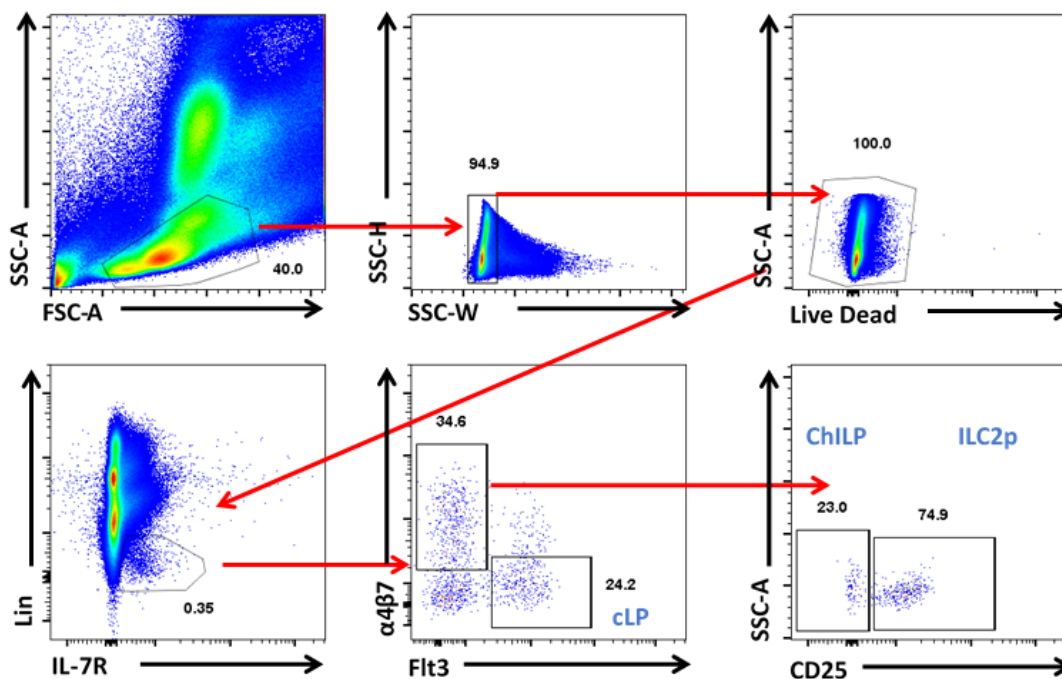 SSC-A
40.0
FSC-A
SSC-H
94.9
SSC-W
SSC-A
100.0
Live Dead
Lin
0.35
IL-7R
α4β7
34.6
24.2
cLP
Flt3
SSC-A
ChILP
ILC2p
23.0
74.9
CD25